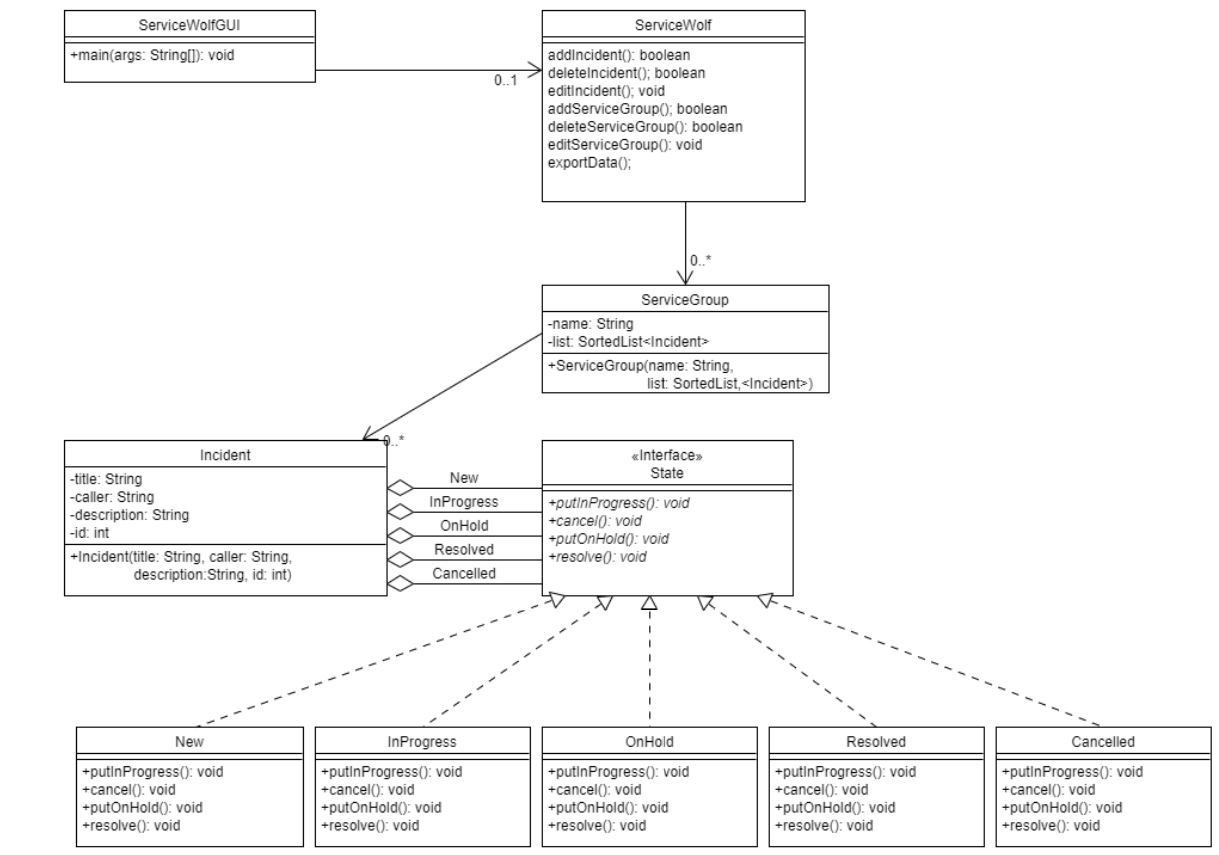 ServiceWolfGUI
+main(args: String[]): void
0..1
ServiceWolf
addIncident(): boolean
deleteIncident(); boolean
editIncident(); void
addServiceGroup(); boolean
deleteServiceGroup(): boolean
editServiceGroup(): void
exportData();
0..*
ServiceGroup
-name: String
-list: SortedList<Incident>
+ServiceGroup(name: String,
list: SortedList,<Incident>)
0..*
Incident
-title: String
-caller: String
-description: String
-id: int
+Incident(title: String, caller: String,
description:String, id: int)
New
InProgress
OnHold
Resolved
Cancelled
«Interface»
State
+putInProgress(): void
+cancel(): void
+putOnHold(): void
+resolve(): void
New
+putInProgress(): void
+cancel(): void
+putOnHold(): void
+resolve(): void
InProgress
+putInProgress(): void
+cancel(): void
+putOnHold(): void
+resolve(): void
OnHold
+putInProgress(): void
+cancel(): void
+putOnHold(): void
+resolve(): void
Resolved
+putInProgress(): void
+cancel(): void
+putOnHold(): void
+resolve(): void
Cancelled
+putInProgress(): void
+cancel(): void
+putOnHold(): void
+resolve(): void